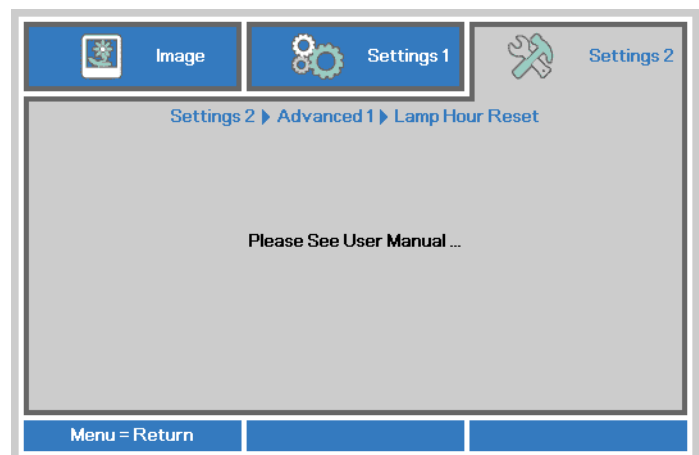 Image
Settings 1
Settings 2
Settings 2 ▶ Advanced 1 ▶ Lamp Hour Reset
Please See User Manual ...
Menu = Return